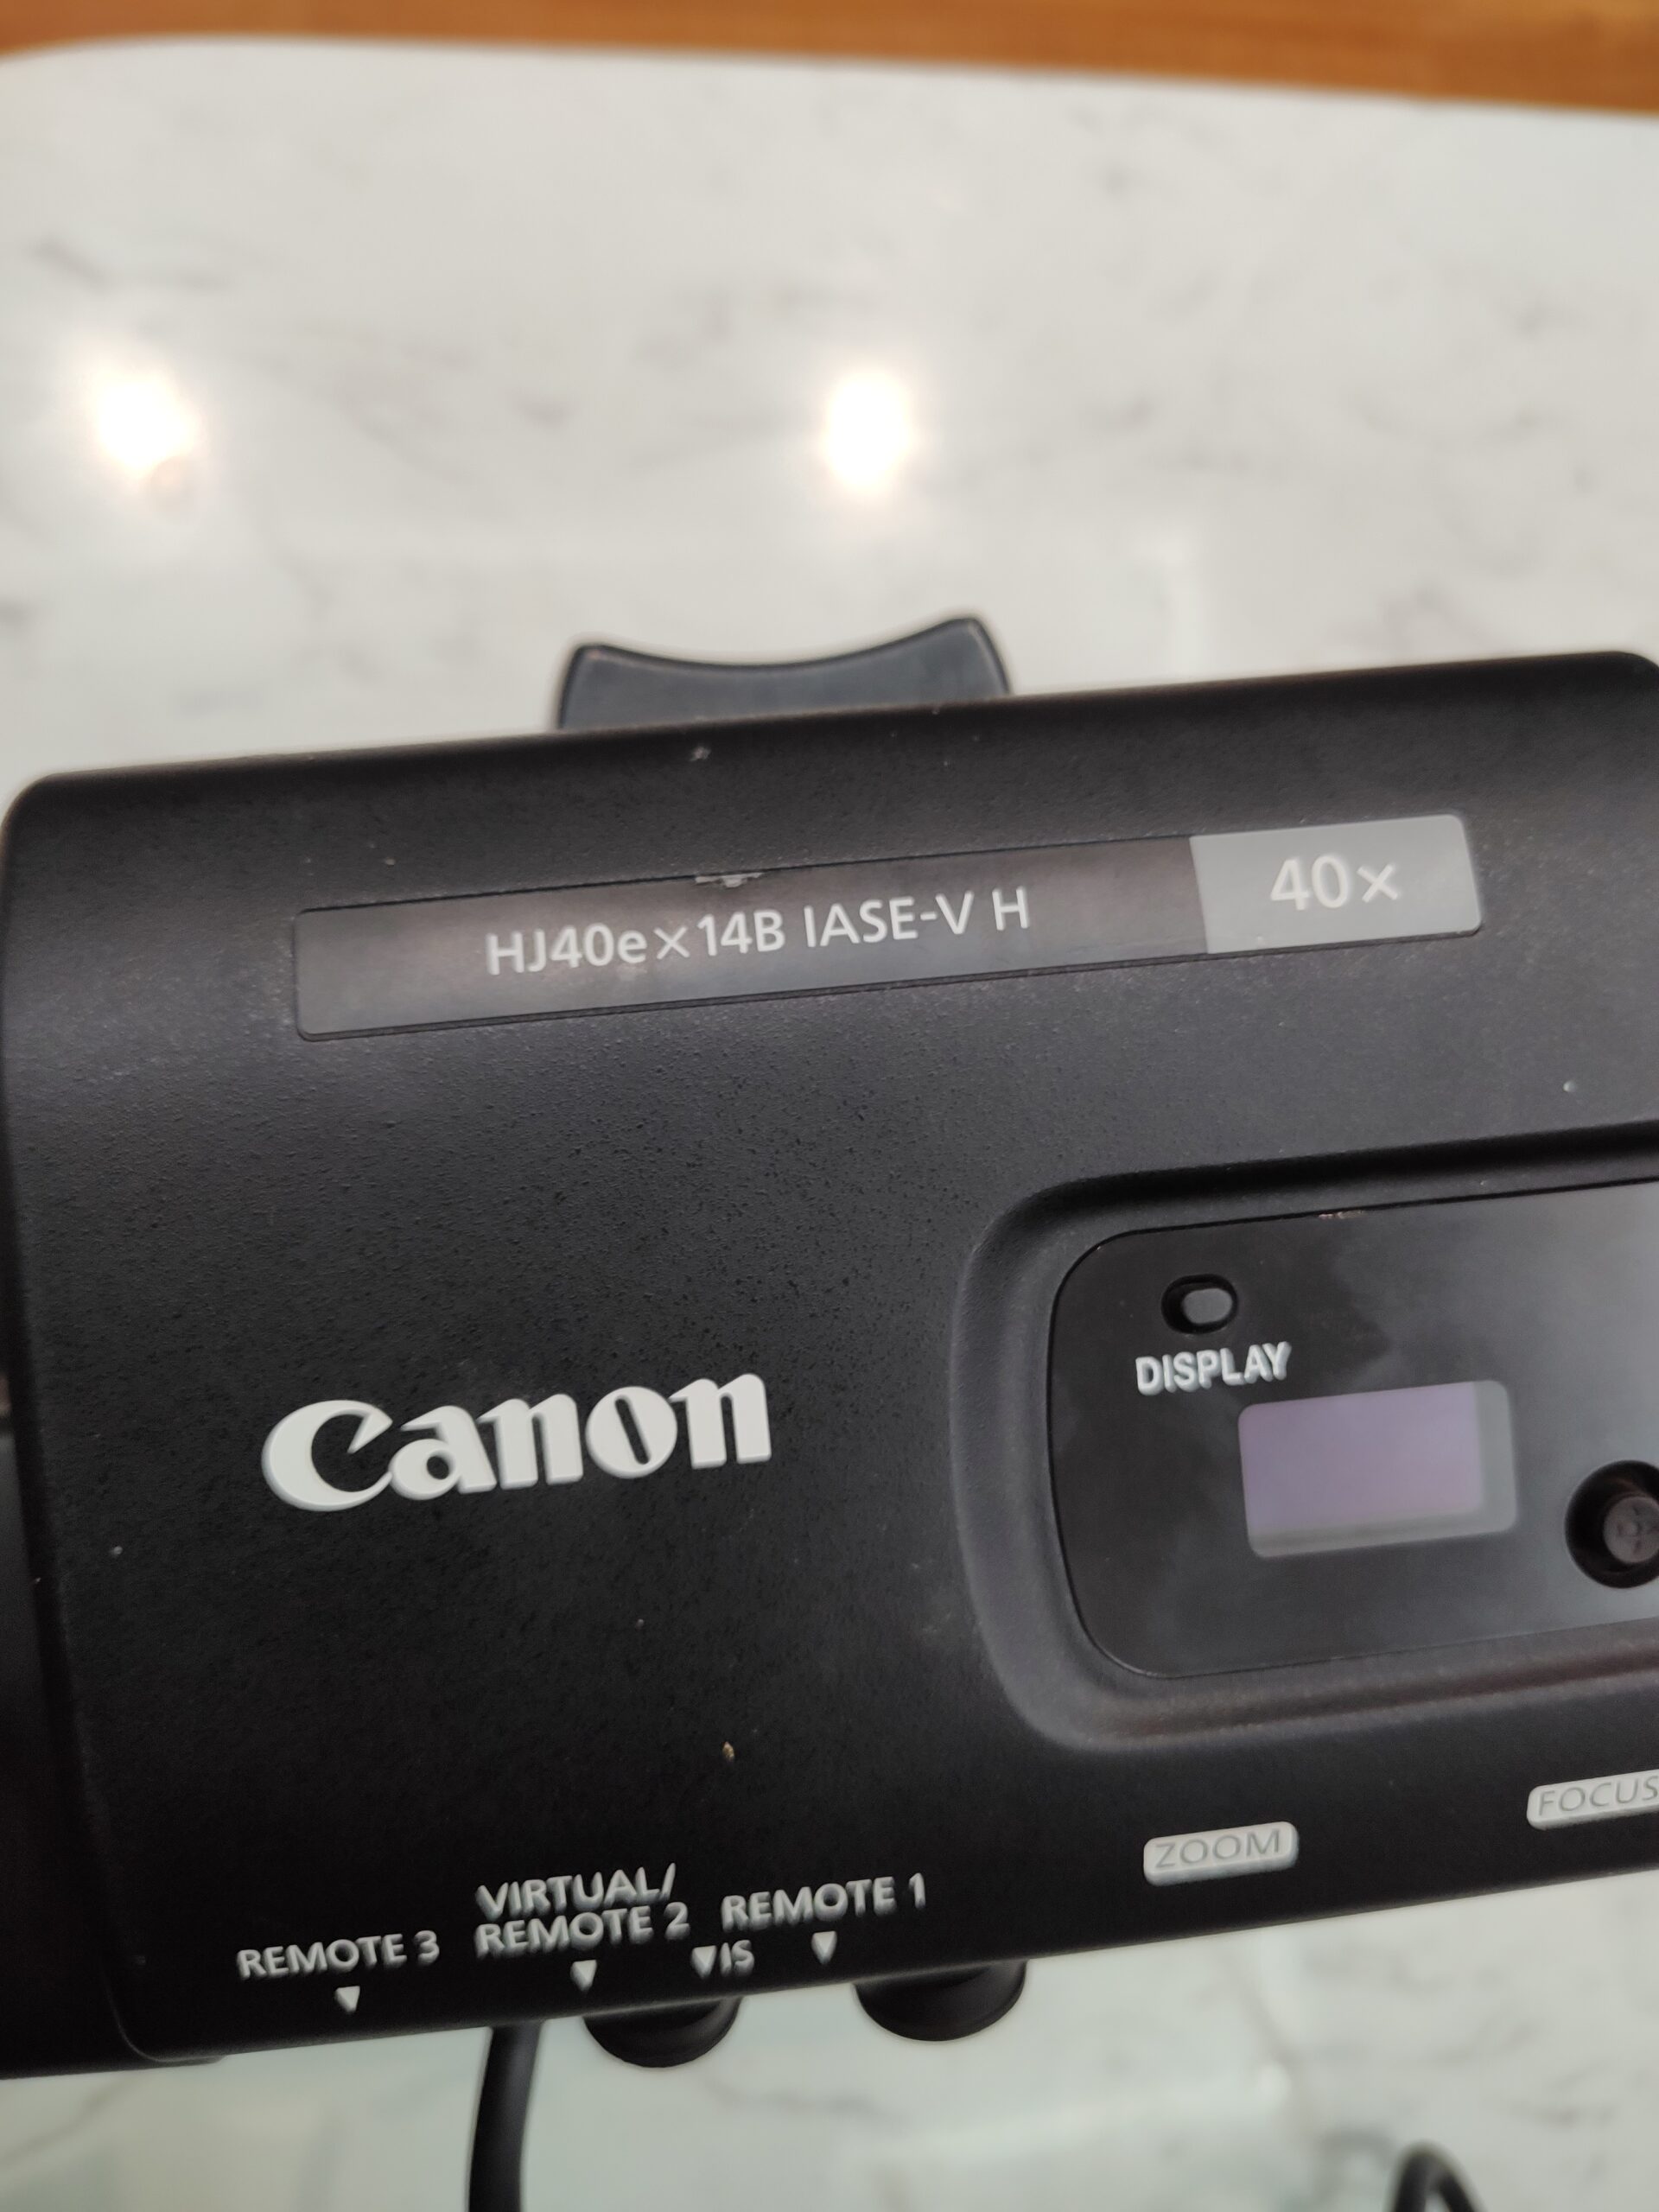 HJ40e×14B IASE-V H
40×
DISPLAY
Canon
FOCUS
ZOOM
VIRTUAL/
REMOTE 3
REMOTE 2
REMOTE 1
IS